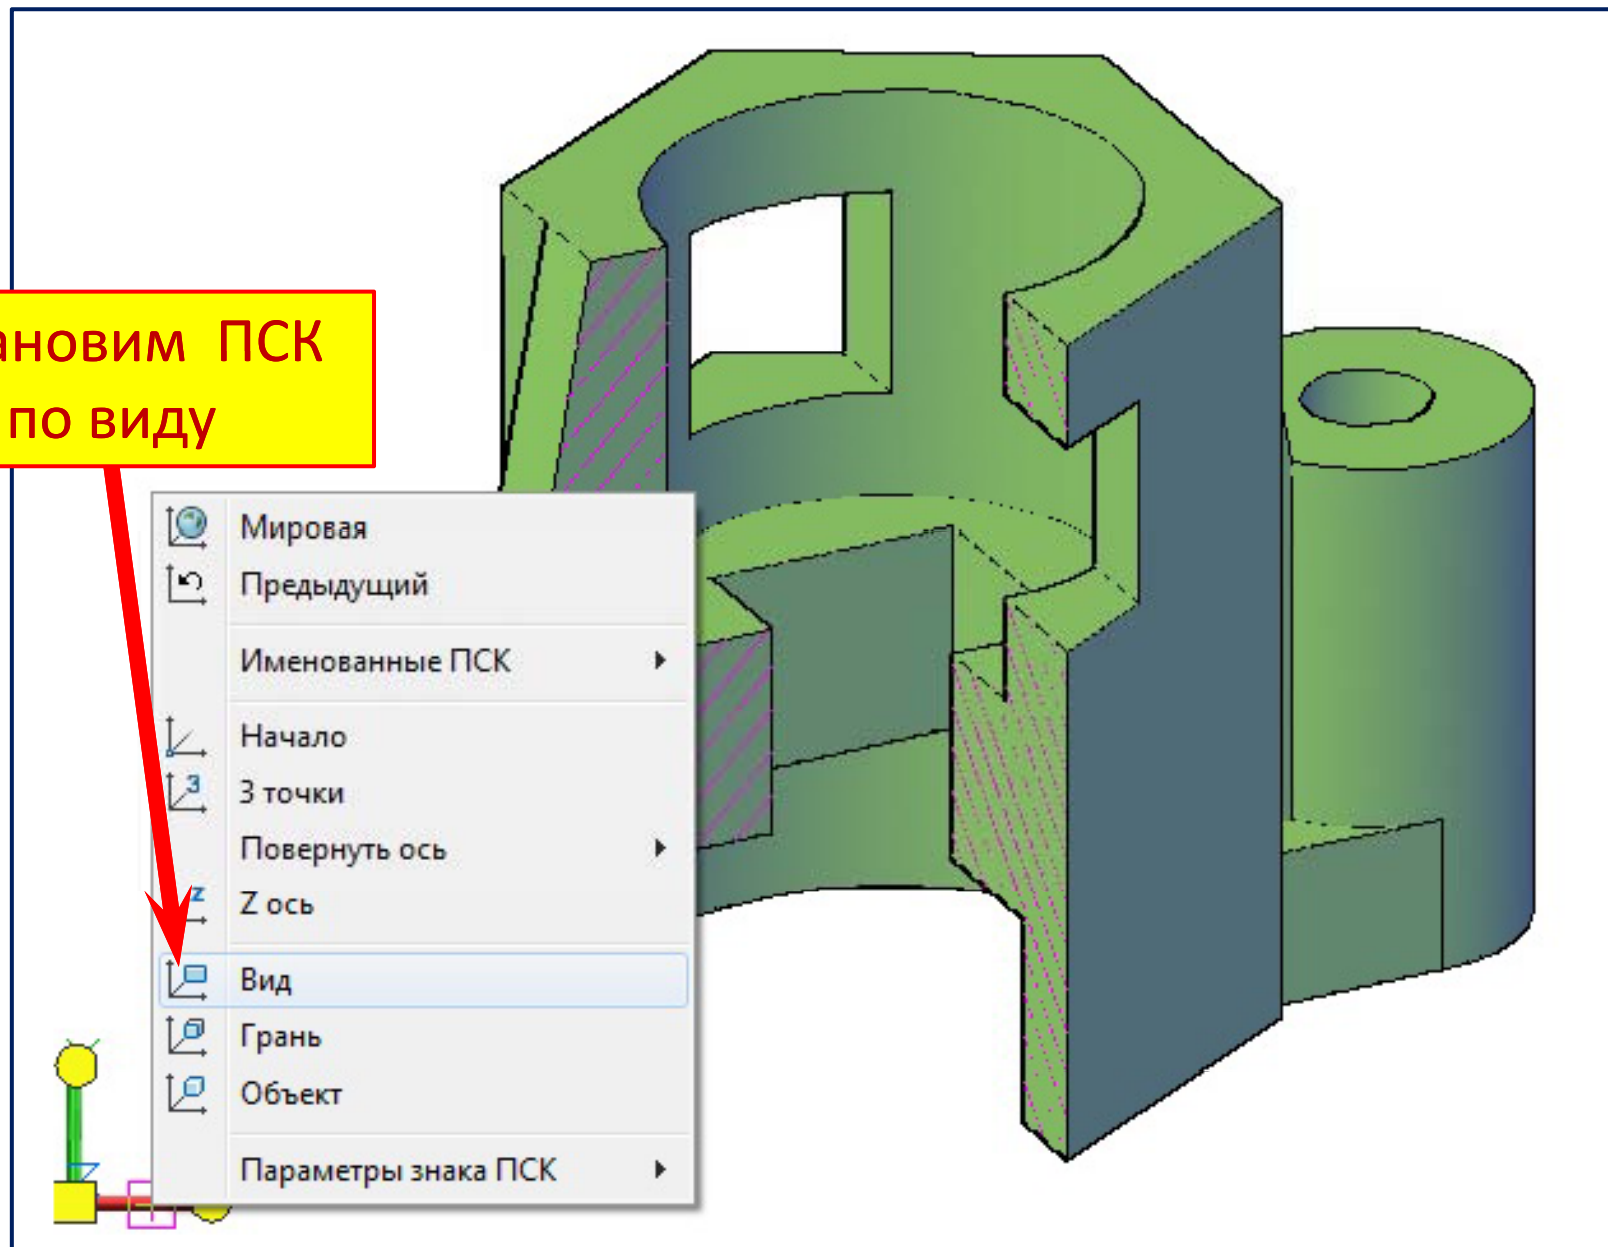 ановим ПСК
по виду
Мировая
Предыдущий
Именованные ПСК
Начало
3
3 точки
Повернуть ось
z
Z ось
Вид
Грань
Объект
Параметры знака ПСК